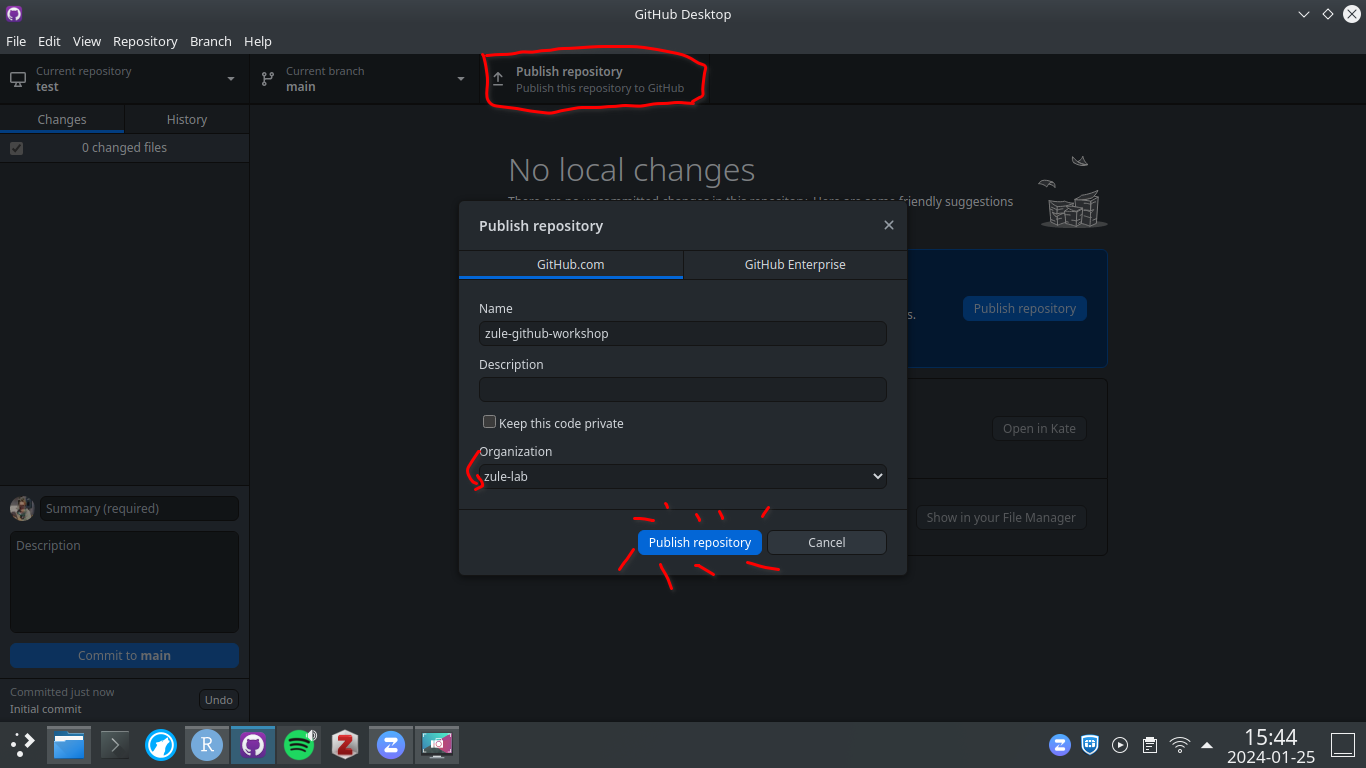 GitHub Desktop
File Edit View Repository Branch Help
Current repository
test
Current branch
main
Publish repository
Publish this repository to GitHub
Changes History
0 changed files
No local changes
There are no uncommitted changes in this repository. Here are some friendly suggestions
Publish repository
GitHub.com GitHub Enterprise
Name
zule-github-workshop
s.
Publish repository
Description
Keep this code private
Open in Kate
Organization
zule-lab
Summary (required)
Show in your File Manager
Description
Publish repository Cancel
Commit to main
Committed just now
Initial commit
Undo
15:44
2024-01-25